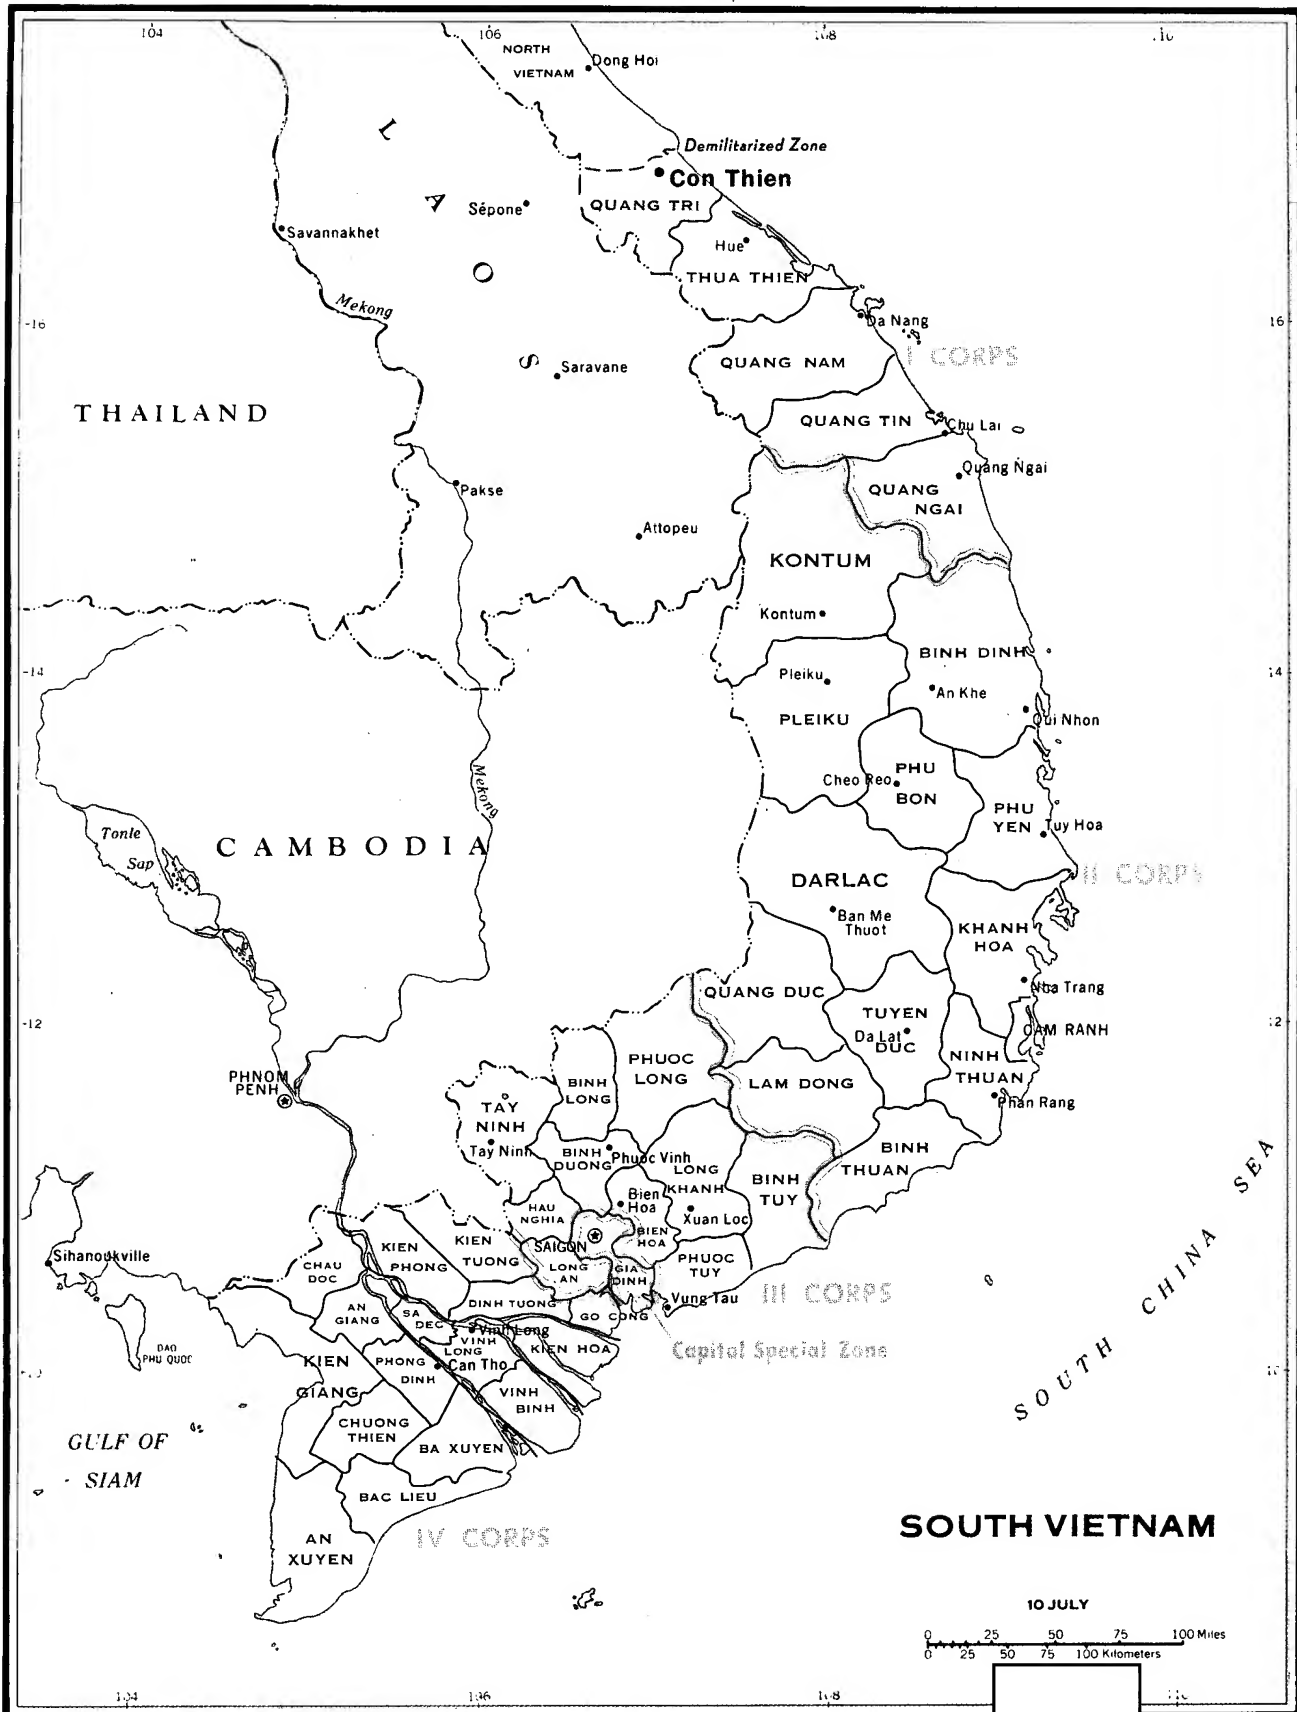 104
106
108
110
NORTH
VIETNAM
Dong Hoi
L
A
O
S
Demilitarized Zone
Con Thien
Sépone
QUANG TRI
Savannakhet
Hue
THUA THIEN
Mekong
-16
16
Da Nang
I CORPS
Saravane
QUANG NAM
THAILAND
QUANG TIN
Chu Lai
Quang Ngai
Pakse
QUANG
NGAI
Attopeu
KONTUM
Kontum
BINH DINH
-14
14
Pleiku
An Khe
PLEIKU
Qui Nhon
Mekong
PHU
BON
Cheo Reo
PHU
YEN
Tuy Hoa
Tonle
Sap
CAMBODIA
DARLAC
II CORPS
Ban Me
Thuot
KHANH
HOA
Nha Trang
QUANG DUC
TUYEN
DUC
Da Lat
CAM RANH
-12
12
PHUOC
LONG
NINH
THUAN
PHNOM
PENH
BINH
LONG
LAM DONG
Phan Rang
TAY
NINH
Tay Ninh
BINH
DUONG
Phuoc Vinh
LONG
KHANH
BINH
TUY
BINH
THUAN
Bien
Hoa
Xuan Loc
HAU
NGHIA
SAIGON
BIEN
HOA
Sihanoukville
CHAU
DOC
KIEN
PHONG
KIEN
TUONG
LONG
AN
GIA
DINH
PHUOC
TUY
Vung Tau
III CORPS
AN
GIANG
SA
DEC
DINH TUONG
GO CONG
Vinh Long
VINH
LONG
KIEN HOA
Capital Special Zone
DAO
PHU QUOC
KIEN
GIANG
PHONG
DINH
Can Tho
VINH
BINH
SOUTH CHINA SEA
CHUONG
THIEN
BA XUYEN
GULF OF
SIAM
BAC LIEU
AN
XUYEN
IV CORPS
SOUTH VIETNAM
10 JULY
0 25 50 75 100 Miles
0 25 50 75 100 Kilometers
104
106
108